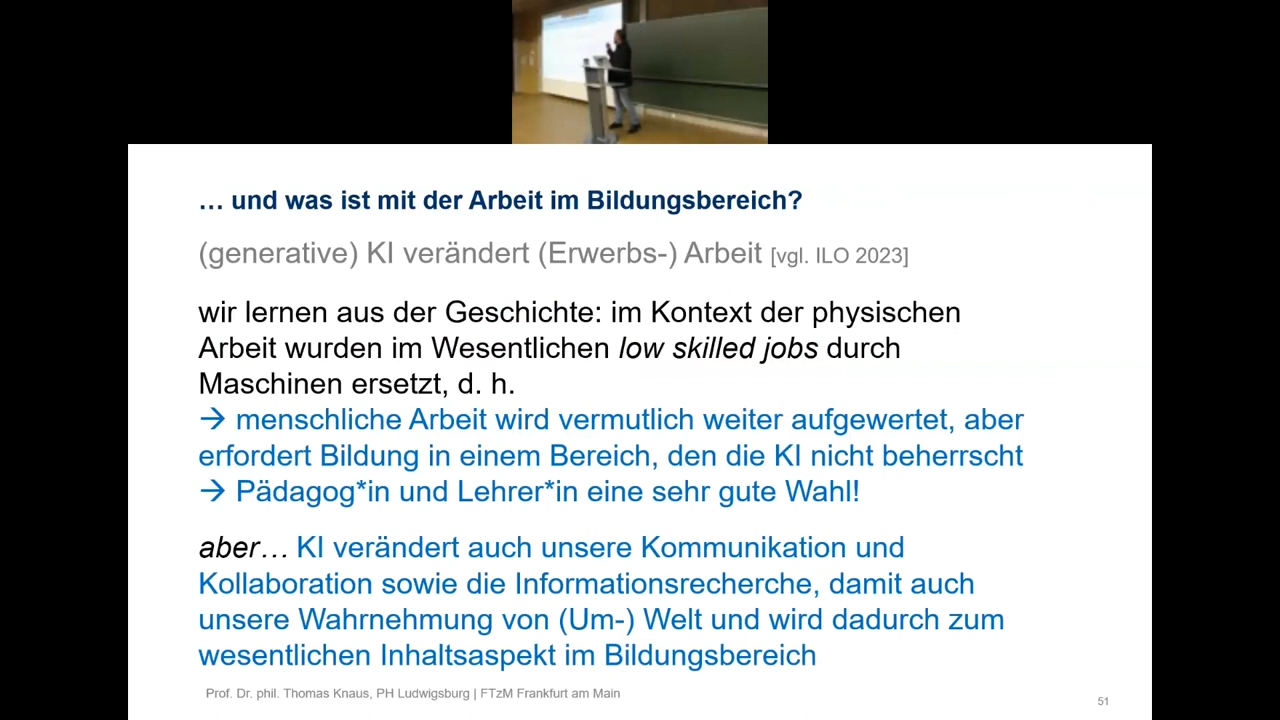 … und was ist mit der Arbeit im Bildungsbereich?
(generative) KI verändert (Erwerbs-) Arbeit [vgl. ILO 2023]
wir lernen aus der Geschichte: im Kontext der physischen
Arbeit wurden im Wesentlichen low skilled jobs durch
Maschinen ersetzt, d. h.
→ menschliche Arbeit wird vermutlich weiter aufgewertet, aber
erfordert Bildung in einem Bereich, den die KI nicht beherrscht
→ Pädagog*in und Lehrer*in eine sehr gute Wahl!
aber… KI verändert auch unsere Kommunikation und
Kollaboration sowie die Informationsrecherche, damit auch
unsere Wahrnehmung von (Um-) Welt und wird dadurch zum
wesentlichen Inhaltsaspekt im Bildungsbereich
Prof. Dr. phil. Thomas Knaus, PH Ludwigsburg | FTzM Frankfurt am Main
51